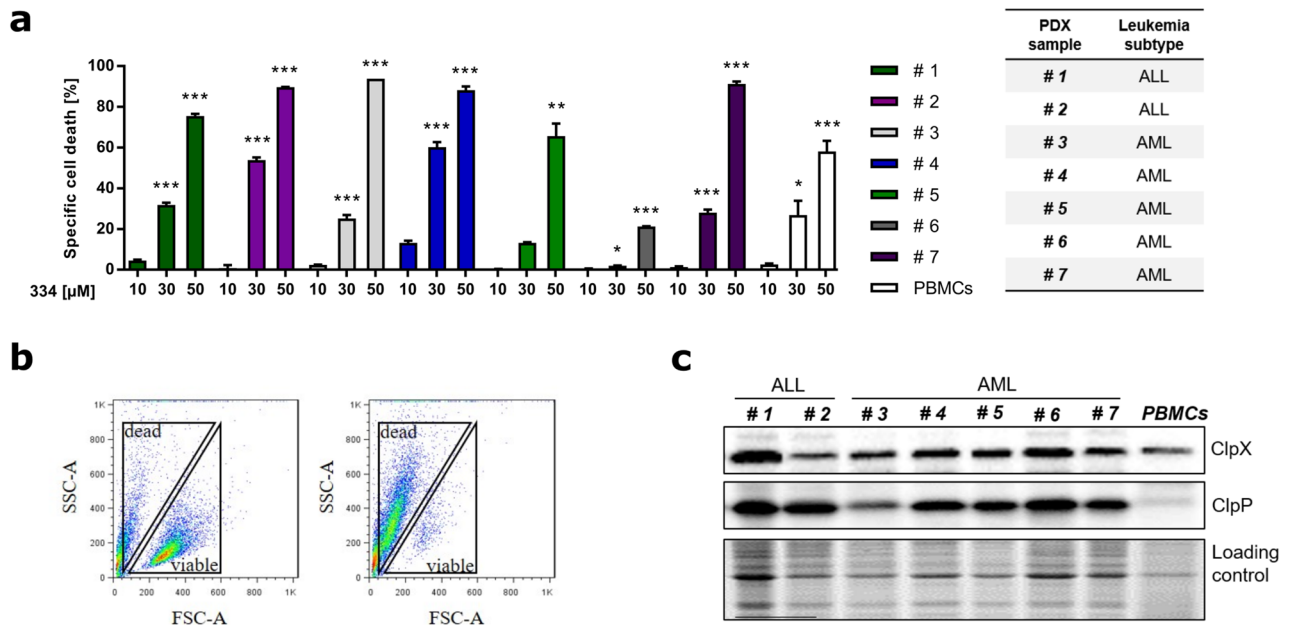 a
Specific cell death [%]
100
80
60
40
20
0
*** *** *** *** *** *** *** *** ** * *** *** *** * ***
10 30 50 10 30 50 10 30 50 10 30 50 10 30 50 10 30 50 10 30 50 10 30 50
334 [µM]
# 1
# 2
# 3
# 4
# 5
# 6
# 7
PBMCs
PDX sample Leukemia subtype
# 1 ALL
# 2 ALL
# 3 AML
# 4 AML
# 5 AML
# 6 AML
# 7 AML
b
SSC-A
1K
800
600
400
200
0
dead
viable
0 200 400 600 800 1K
FSC-A
SSC-A
1K
800
600
400
200
0
dead
viable
0 200 400 600 800 1K
FSC-A
c
ALL AML
# 1 # 2 # 3 # 4 # 5 # 6 # 7 PBMCs
ClpX
ClpP
Loading
control